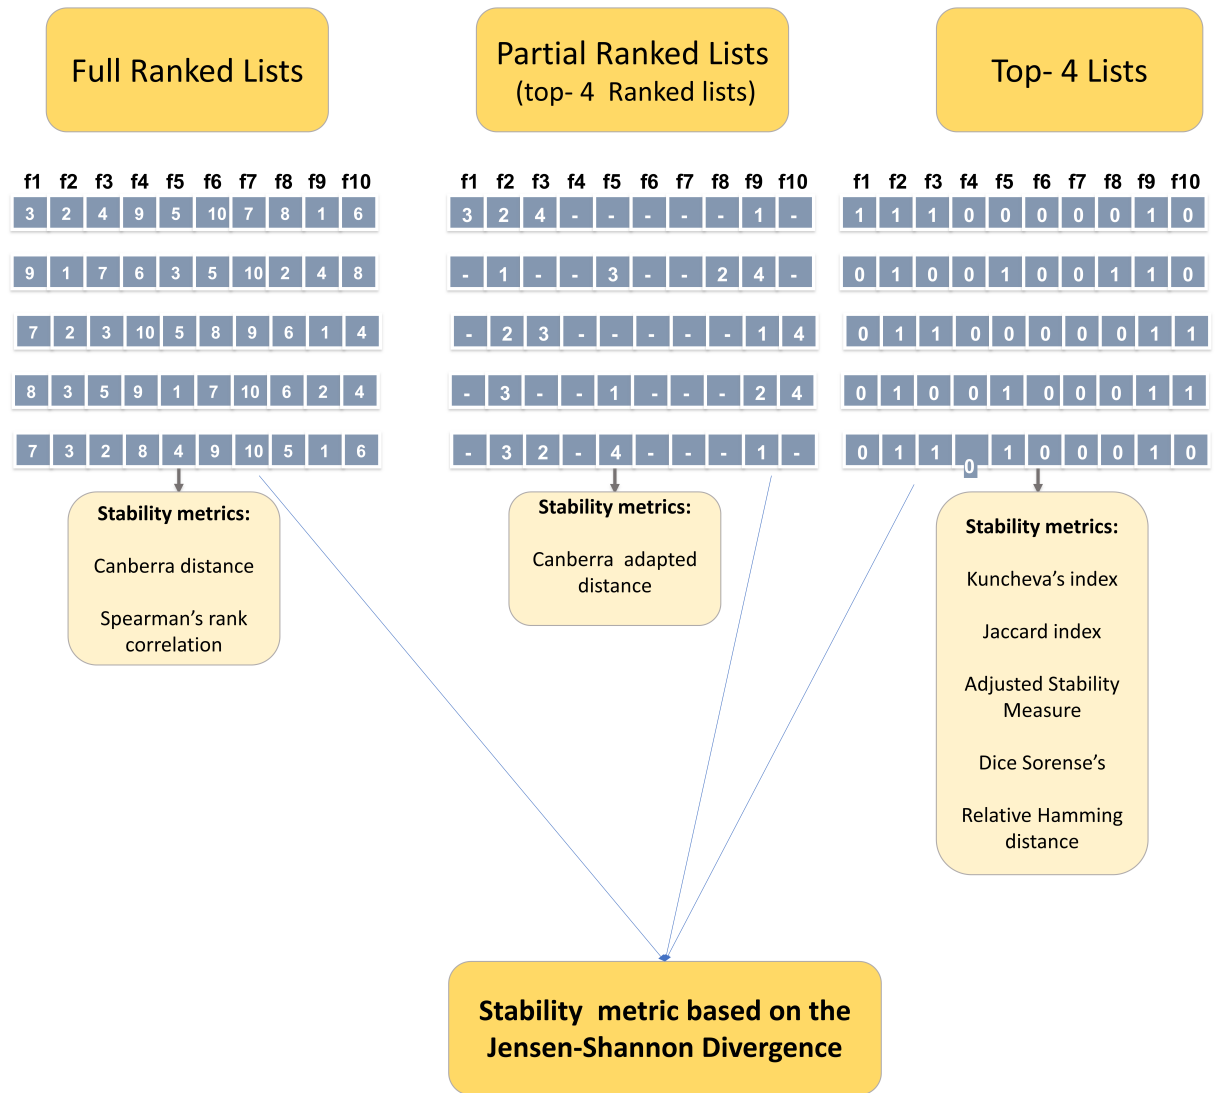 Full Ranked Lists
Partial Ranked Lists
(top- 4 Ranked lists)
Top- 4 Lists
f1 f2 f3 f4 f5 f6 f7 f8 f9 f10
3 2 4 9 5 10 7 8 1 6
9 1 7 6 3 5 10 2 4 8
7 2 3 10 5 8 9 6 1 4
8 3 5 9 1 7 10 6 2 4
7 3 2 8 4 9 10 5 1 6
f1 f2 f3 f4 f5 f6 f7 f8 f9 f10
3 2 4 - - - - - 1 -
- 1 - - 3 - - 2 4 -
- 2 3 - - - - - 1 4
- 3 - - 1 - - - 2 4
- 3 2 - 4 - - - 1 -
f1 f2 f3 f4 f5 f6 f7 f8 f9 f10
1 1 1 0 0 0 0 0 1 0
0 1 0 0 1 0 0 1 1 0
0 1 1 0 0 0 0 0 1 1
0 1 0 0 1 0 0 0 1 1
0 1 1 0 1 0 0 0 1 0
Stability metrics:
Canberra distance
Spearman's rank
correlation
Stability metrics:
Canberra adapted
distance
Stability metrics:
Kuncheva's index
Jaccard index
Adjusted Stability
Measure
Dice Sorense's
Relative Hamming
distance
Stability metric based on the
Jensen-Shannon Divergence